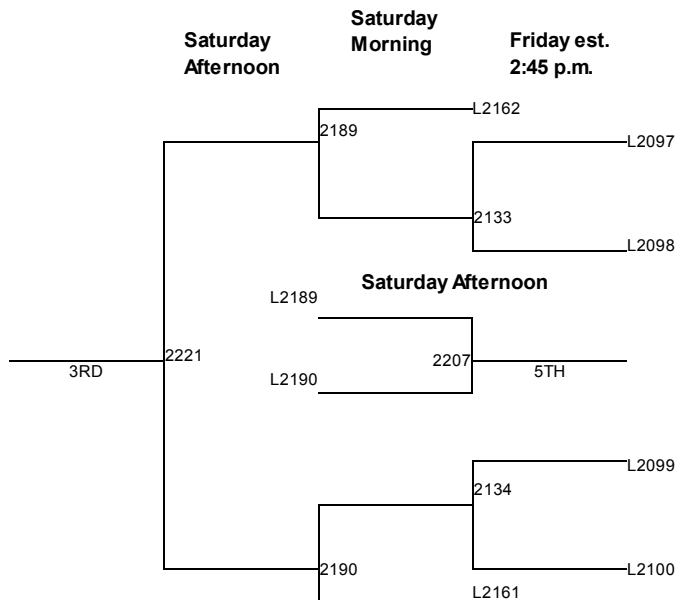 Saturday
Afternoon
Saturday
Morning
Friday est.
2:45 p.m.
L2162
2189
L2097
2133
L2098
Saturday Afternoon
L2189
2221
2207
3RD
L2190
5TH
L2099
2134
2190
L2100
L2161